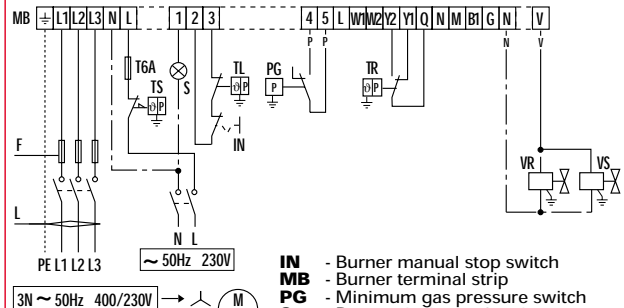 MB L1 L2 L3 N L 1 2 3 4 5 L W1 W2 Y2 Y1 Q N M B1 G N V
P P N V
T6A
TS
S
TL
PG
TR
ϑ P
ϑ P
P
ϑ P
IN
F
VR VS
L
N L
PE L1 L2 L3
~ 50Hz 230V
3N ~ 50Hz 400/230V
M
IN - Burner manual stop switch
MB - Burner terminal strip
PG - Minimum gas pressure switch